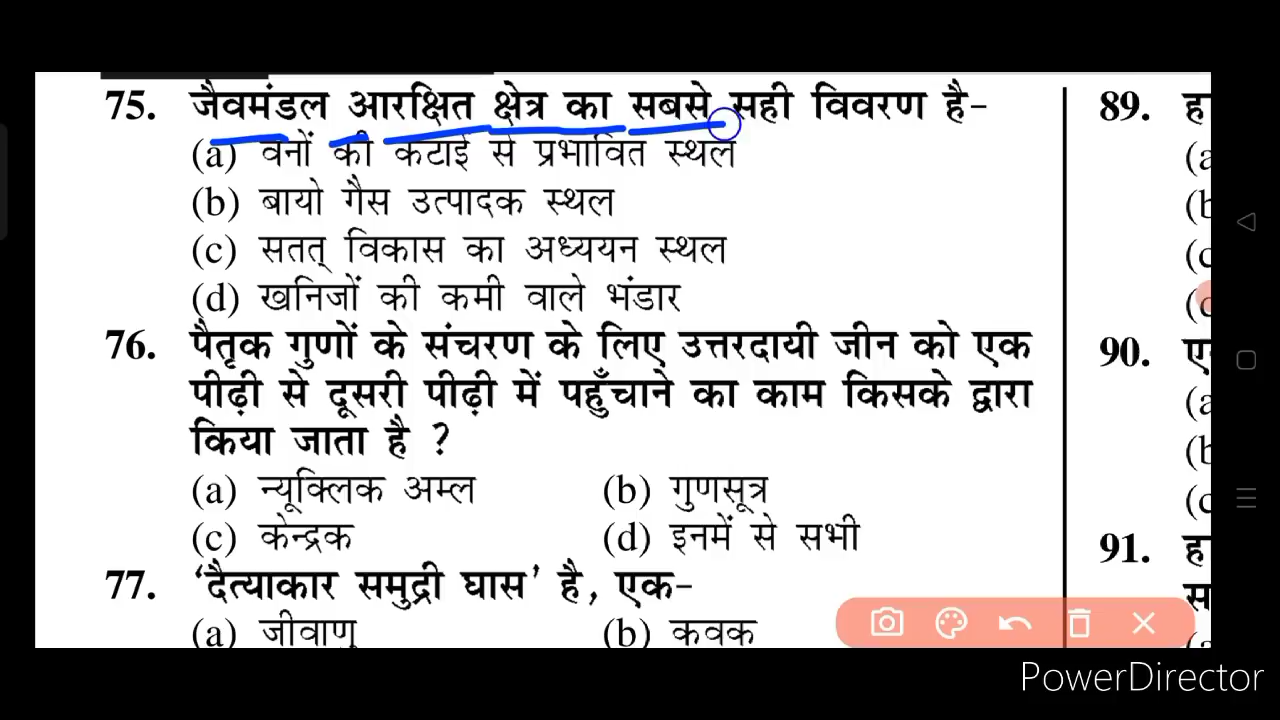 75. जैवमंडल आरक्षित क्षेत्र का सबसे सही विवरण है-
(a) वनों की कटाई से प्रभावित स्थल
(b) बायो गैस उत्पादक स्थल
(c) सतत् विकास का अध्ययन स्थल
(d) खनिजों की कमी वाले भंडार
76. पैतृक गुणों के संचरण के लिए उत्तरदायी जीन को एक
पीढ़ी से दूसरी पीढ़ी में पहुँचाने का काम किसके द्वारा
किया जाता है ?
(a) न्यूक्लिक अम्ल (b) गुणसूत्र
(c) केन्द्रक (d) इनमें से सभी
77. ‘दैत्याकार समुद्री घास’ है, एक-
(a) जीवाणु (b) कवक
89.
90.
91.
PowerDirector